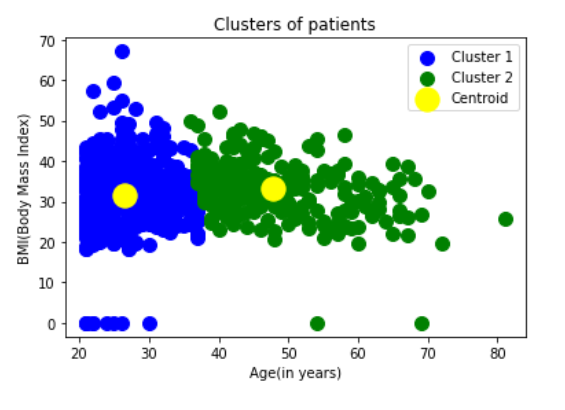 Clusters of patients
70
60
50
40
30
20
10
0
BMI(Body Mass Index)
Cluster 1
Cluster 2
Centroid
20 30 40 50 60 70 80
Age(in years)